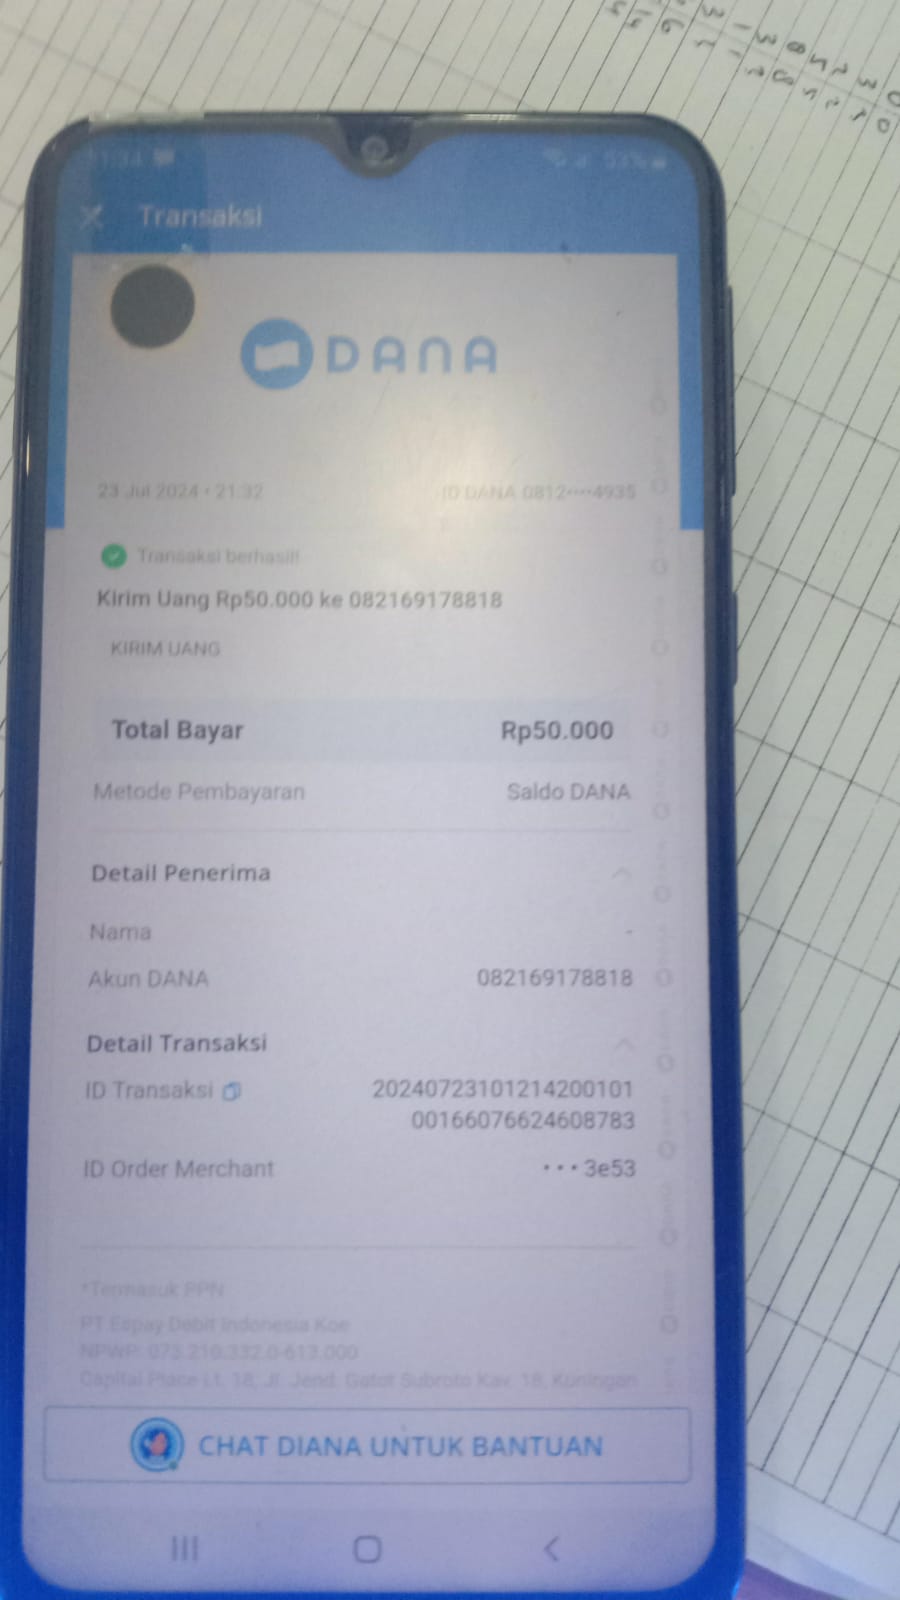 Transaksi
DANA
23 Jul 2024 • 21:32
ID DANA 0812••••4935
Transaksi berhasil!
Kirim Uang Rp50.000 ke 082169178818
KIRIM UANG
Total Bayar Rp50.000
Metode Pembayaran Saldo DANA
Detail Penerima
Nama -
Akun DANA 082169178818
Detail Transaksi
ID Transaksi 20240723101214200101
00166076624608783
ID Order Merchant •••3e53
*Termasuk PPN
PT Espay Debit Indonesia Koe
NPWP: 073.210.332.0-613.000
Capital Place Lt. 18, Jl. Jend. Gatot Subroto Kav. 18, Kuningan
CHAT DIANA UNTUK BANTUAN